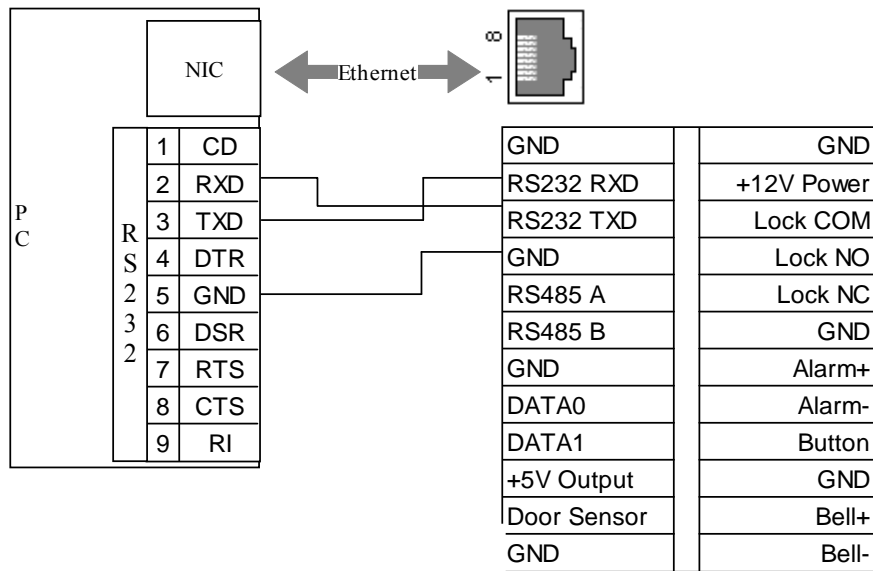 NIC
Ethernet
1 8
PC
RS232
1 CD
2 RXD
3 TXD
4 DTR
5 GND
6 DSR
7 RTS
8 CTS
9 RI
GND GND
RS232 RXD +12V Power
RS232 TXD Lock COM
GND Lock NO
RS485 A Lock NC
RS485 B GND
GND Alarm+
DATA0 Alarm-
DATA1 Button
+5V Output GND
Door Sensor Bell+
GND Bell-